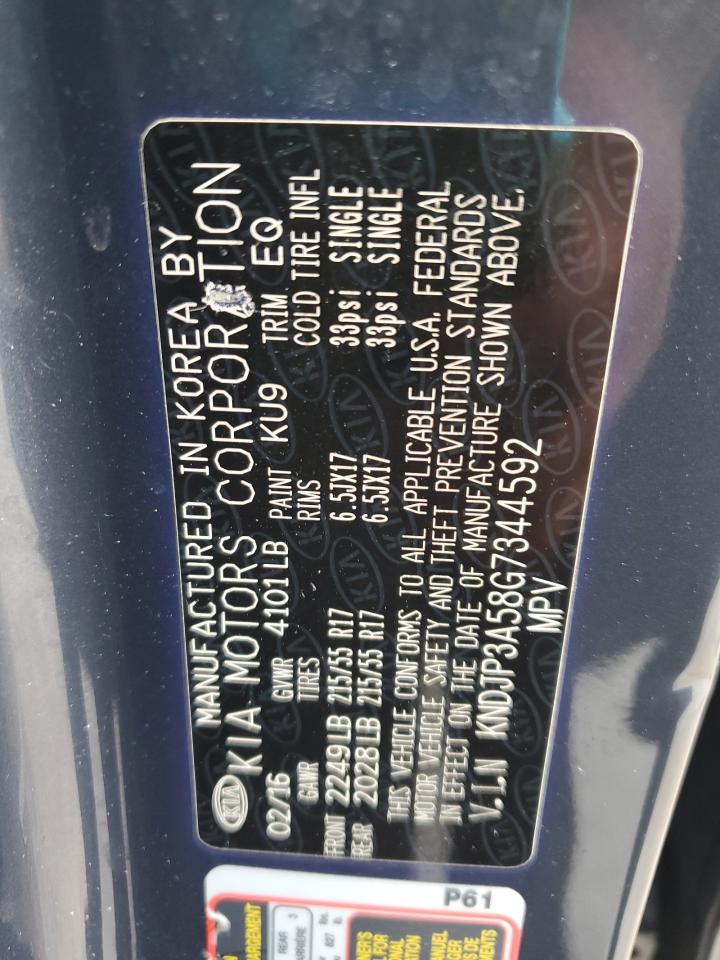 MANUFACTURED IN KOREA BY
KIA KIA MOTORS CORPORATION
02/16 GVWR 4101LB PAINT KU9 TRIM EQ
GAWR TIRES RIMS COLD TIRE INFL
FRONT 2249LB 215/55 R17 6.5JX17 33psi SINGLE
REAR 2028LB 215/55 R17 6.5JX17 33psi SINGLE
THIS VEHICLE CONFORMS TO ALL APPLICABLE U.S.A. FEDERAL
MOTOR VEHICLE SAFETY AND THEFT PREVENTION STANDARDS
IN EFFECT ON THE DATE OF MANUFACTURE SHOWN ABOVE.
V.I.N KNDJP3A58G7344592
MPV
P61
REAR 3